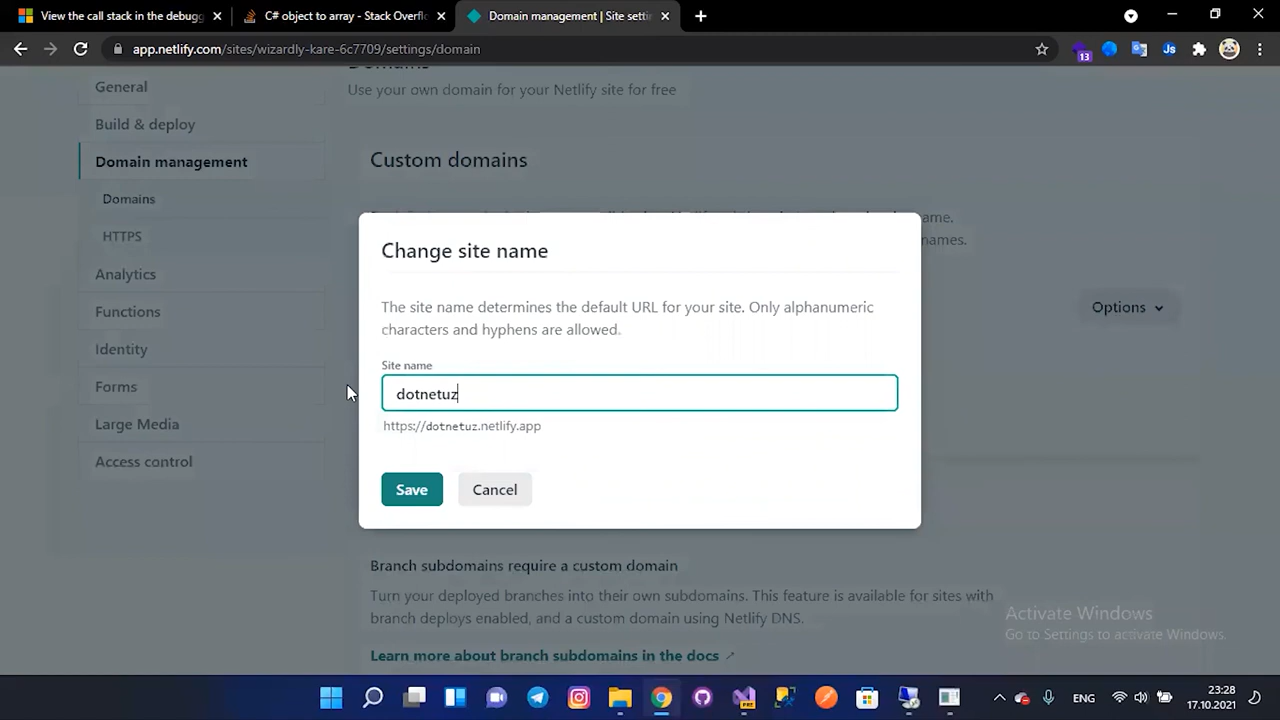 View the call stack in the debugg
C# object to array - Stack Overflo
Domain management | Site setti
app.netlify.com/sites/wizardly-kare-6c7709/settings/domain
Js
13
General
Use your own domain for your Netlify site for free
Build & deploy
Custom domains
Domain management
Domains
HTTPS
ame,
names.
Change site name
Analytics
The site name determines the default URL for your site. Only alphanumeric
characters and hyphens are allowed.
Options
Functions
Identity
Site name
Forms
dotnetuz
Large Media
https://dotnetuz.netlify.app
Access control
Save
Cancel
Branch subdomains require a custom domain
Turn your deployed branches into their own subdomains. This feature is available for sites with
branch deploys enabled, and a custom domain using Netlify DNS.
Learn more about branch subdomains in the docs
Activate Windows
Go to Settings to activate Windows.
PRE
ENG
23:28
17.10.2021